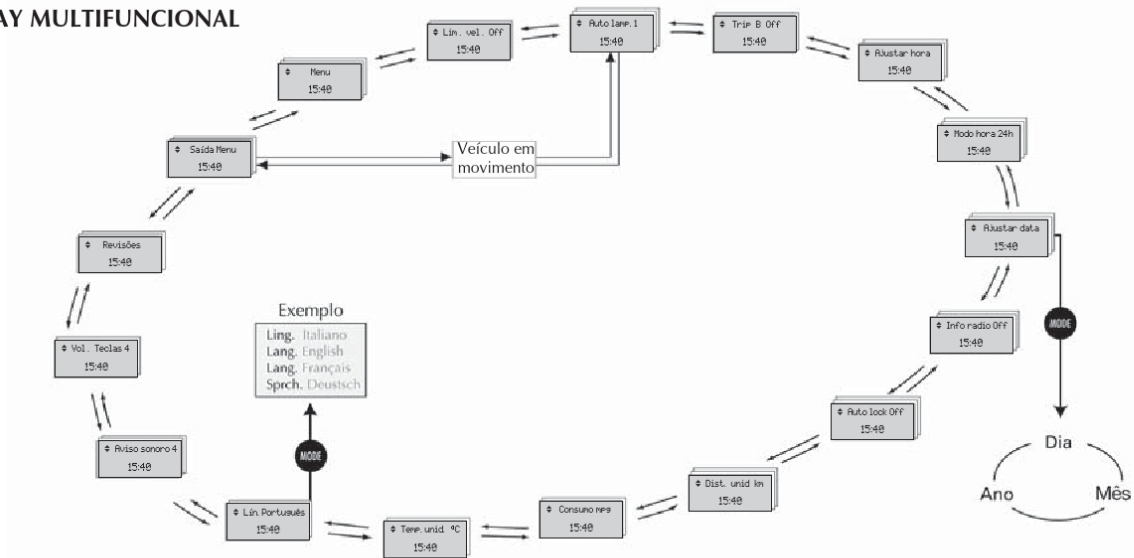 AY MULTIFUNCIONAL
Lim. vel. Off
15:40
Auto lamp.1
15:40
Trip B Off
15:40
Ajustar hora
15:40
Menu
15:40
Modo hora 24h
15:40
Saída Menu
15:40
Veículo em
movimento
Ajustar data
15:40
Revisões
15:40
MODE
Dia
Ano
Mês
Info radio Off
15:40
Vol. Teclas 4
15:40
Exemplo
Ling. Italiano
Lang. English
Lang. Français
Sprch. Deustsch
MODE
Auto lock Off
15:40
Aviso sonoro 4
15:40
Dist. unid km
15:40
Lín. Português
15:40
Temp. unid. ºC
15:40
Consumo mpg
15:40